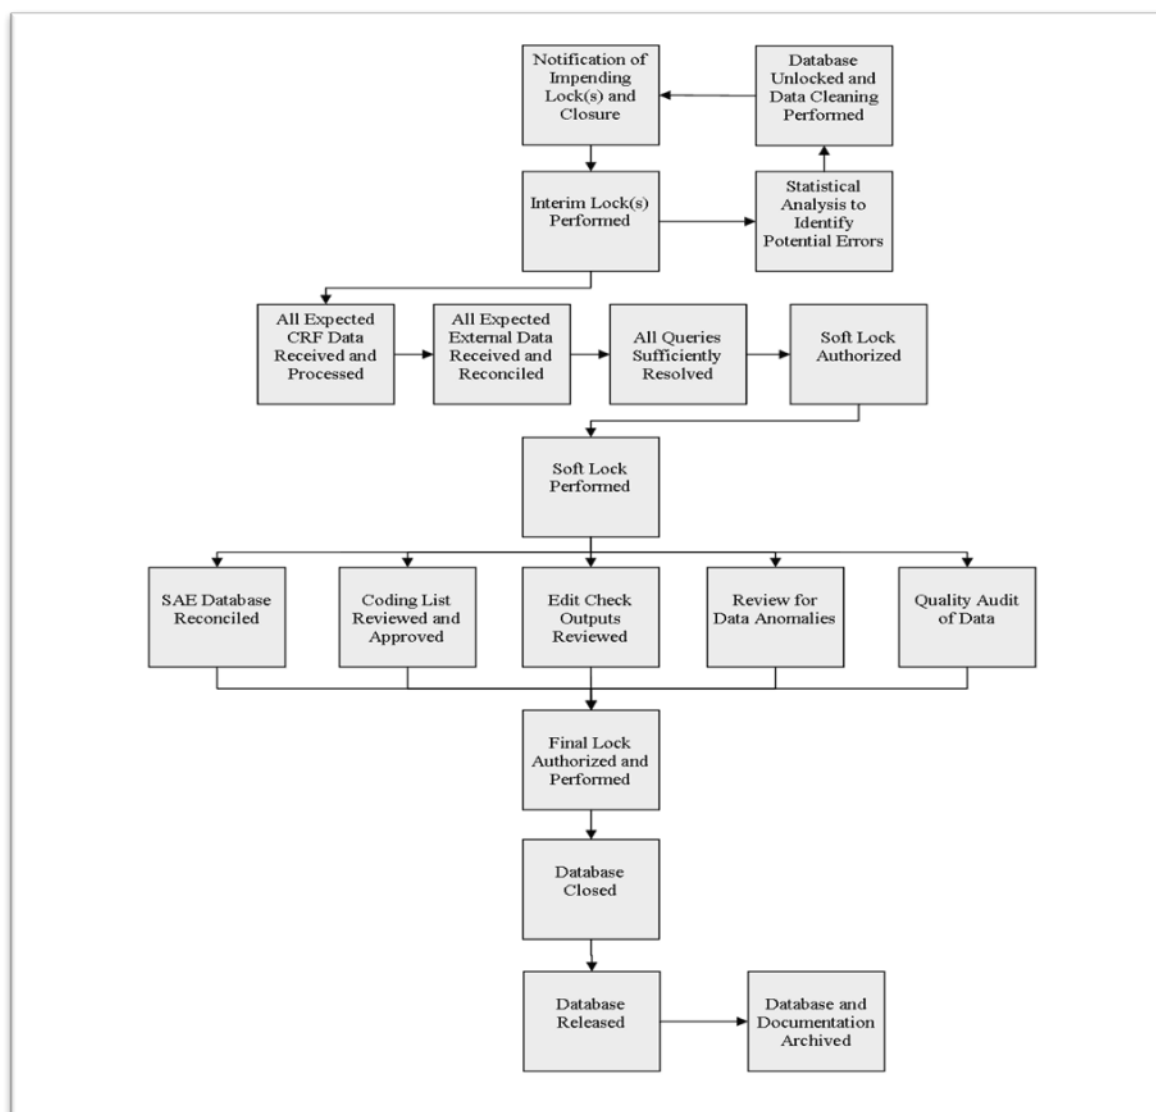 Notification of
Impending
Lock(s) and
Closure
Database
Unlocked and
Data Cleaning
Performed
Interim Lock(s)
Performed
Statistical
Analysis to
Identify
Potential Errors
All Expected
CRF Data
Received and
Processed
All Expected
External Data
Received and
Reconciled
All Queries
Sufficiently
Resolved
Soft Lock
Authorized
Soft Lock
Performed
SAE Database
Reconciled
Coding List
Reviewed and
Approved
Edit Check
Outputs
Reviewed
Review for
Data Anomalies
Quality Audit
of Data
Final Lock
Authorized and
Performed
Database
Closed
Database
Released
Database and
Documentation
Archived